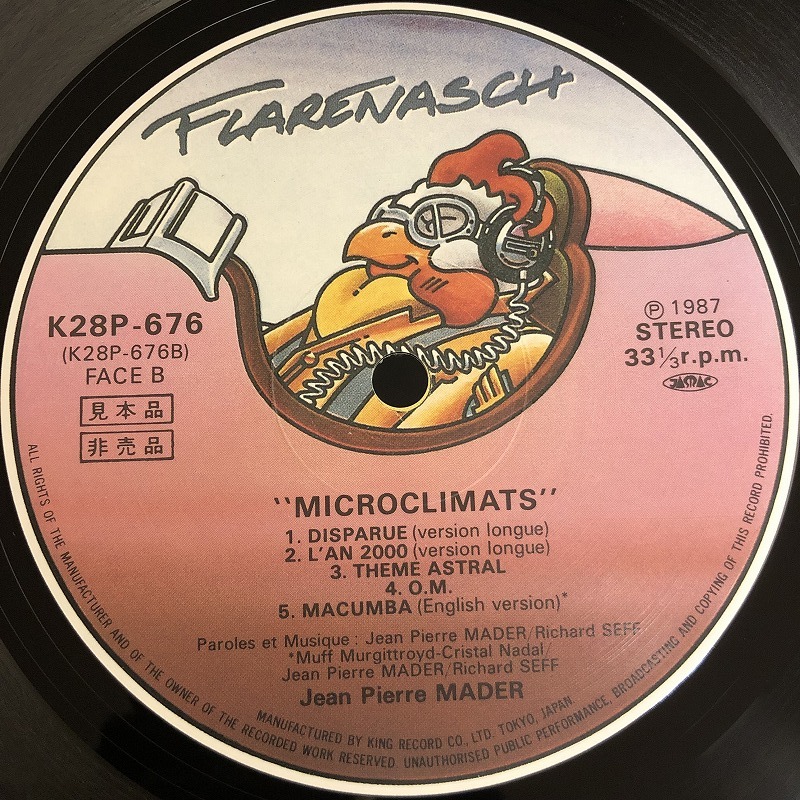 FLARENASCH
K28P-676
(K28P-676B)
FACE B
見本品
非売品
Ⓟ 1987
STEREO
33⅓r.p.m.
JASRAC
"MICROCLIMATS"
1. DISPARUE (version longue)
2. L'AN 2000 (version longue)
3. THEME ASTRAL
4. O.M.
5. MACUMBA (English version)*
Paroles et Musique : Jean Pierre MADER/Richard SEFF
*Muff Murgittroyd-Cristal Nadal/
Jean Pierre MADER/Richard SEFF
Jean Pierre MADER
MANUFACTURED BY KING RECORD CO., LTD. TOKYO, JAPAN.
ALL RIGHTS OF THE MANUFACTURER AND OF THE OWNER OF THE RECORDED WORK RESERVED. UNAUTHORISED PUBLIC PERFORMANCE, BROADCASTING AND COPYING OF THIS RECORD PROHIBITED.